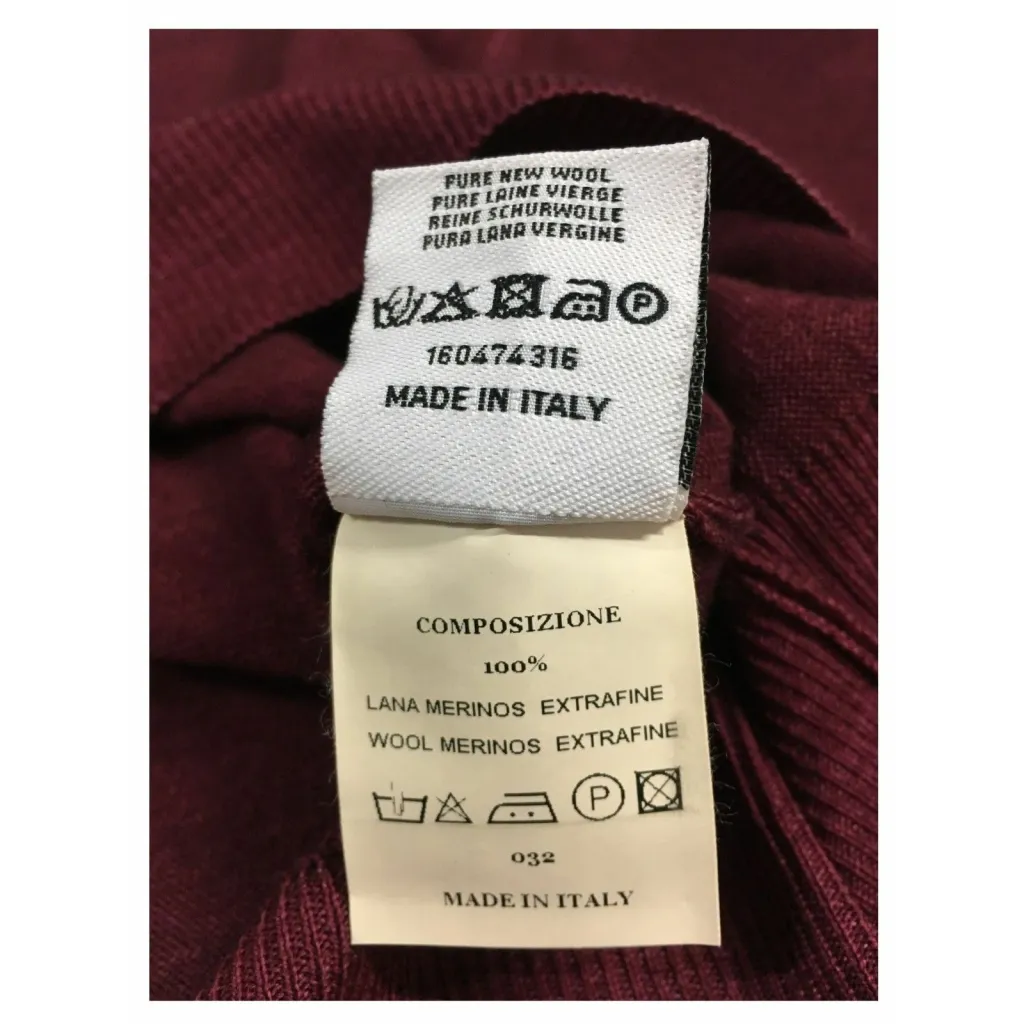 PURE NEW WOOL
PURE LAINE VIERGE
REINE SCHURWOLLE
PURA LANA VERGINE
P
160474316
MADE IN ITALY
COMPOSIZIONE
100%
LANA MERINOS EXTRAFINE
WOOL MERINOS EXTRAFINE
P
032
MADE IN ITALY